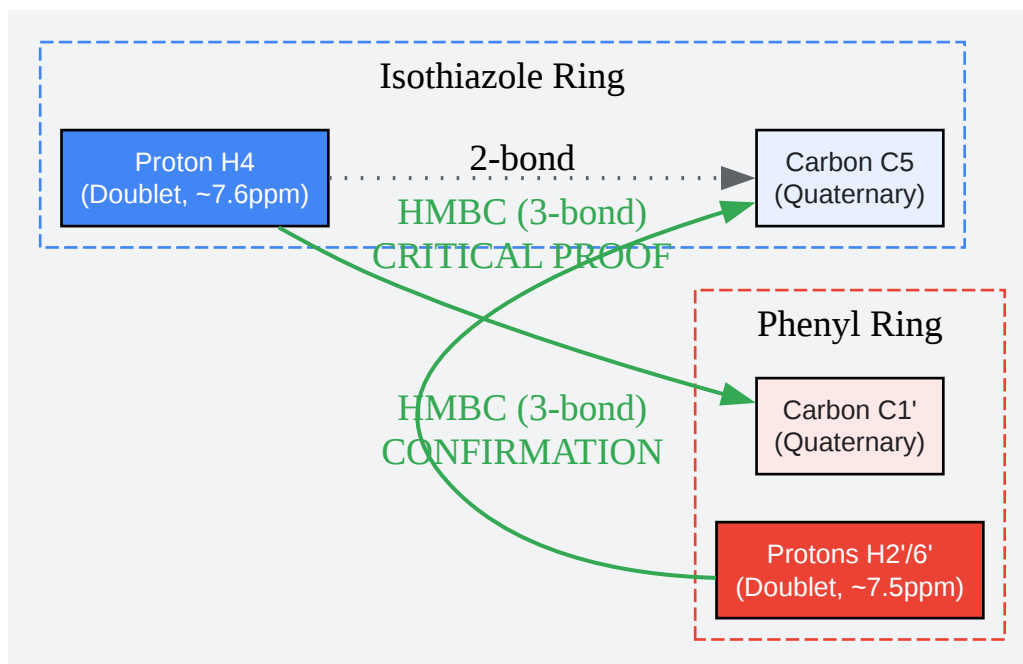 Isothiazole Ring
Proton H4
(Doublet, ~7.6ppm)
2-bond
Carbon C5
(Quaternary)
HMBC (3-bond)
CRITICAL PROOF
Phenyl Ring
Carbon C1'
(Quaternary)
HMBC (3-bond)
CONFIRMATION
Protons H2'/6'
(Doublet, ~7.5ppm)